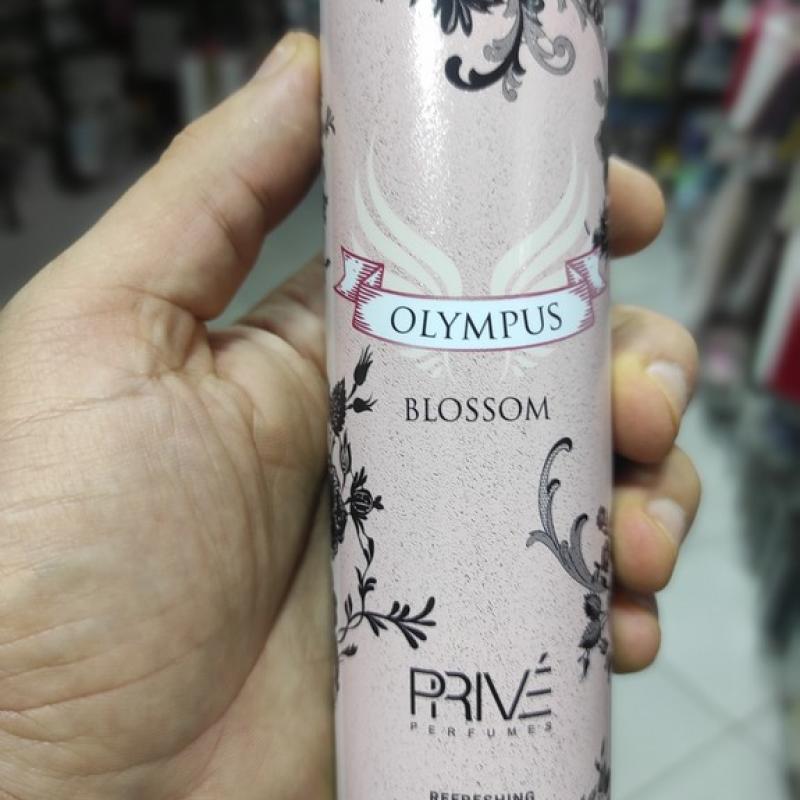 OLYMPUS
BLOSSOM
PRIVÉ
PERFUMES
REFRESHING